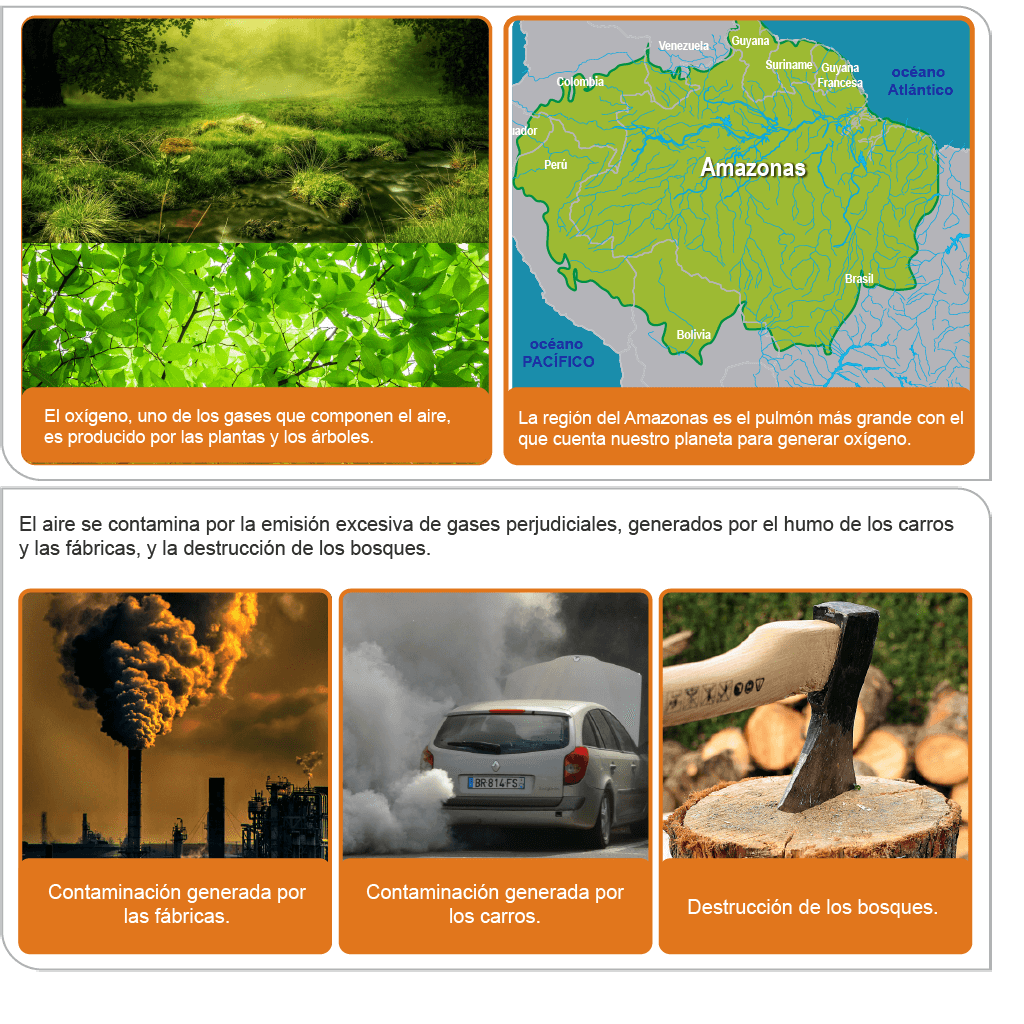 Venezuela
Guyana
Suriname
Guyana
Francesa
océano
Atlántico
Colombia
uador
Perú
Amazonas
Brasil
Bolivia
océano
PACÍFICO
El oxígeno, uno de los gases que componen el aire,
es producido por las plantas y los árboles.
La región del Amazonas es el pulmón más grande con el
que cuenta nuestro planeta para generar oxígeno.
El aire se contamina por la emisión excesiva de gases perjudiciales, generados por el humo de los carros
y las fábricas, y la destrucción de los bosques.
BR 814 FS
Contaminación generada por
las fábricas.
Contaminación generada por
los carros.
Destrucción de los bosques.